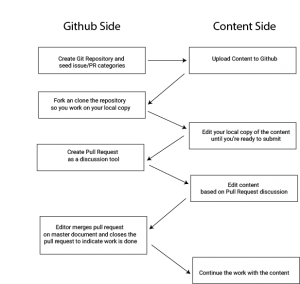 Github Side
Content Side
Create Git Repository and
seed issue/PR categories
Upload Content to Github
Fork an clone the repository
so you work on your local copy
Edit your local copy of the content
until you're ready to submit
Create Pull Request
as a discussion tool
Edit content
based on Pull Request discussion
Editor merges pull request
on master document and closes the
pull request to indicate work is done
Continue the work with the content